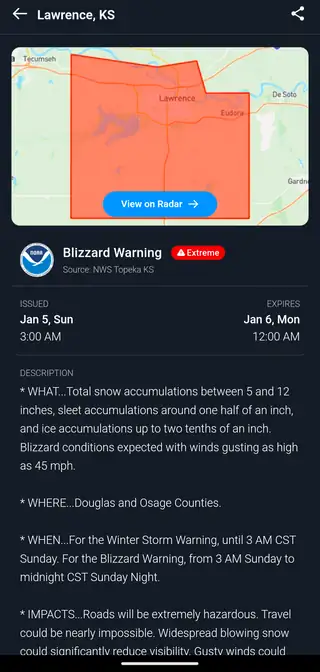 Lawrence, KS
Tecumseh
Lawrence
De Soto
Eudora
Gardne
View on Radar
NOAA
Blizzard Warning
Extreme
Source: NWS Topeka KS
ISSUED
EXPIRES
Jan 5, Sun
Jan 6, Mon
3:00 AM
12:00 AM
DESCRIPTION
* WHAT...Total snow accumulations between 5 and 12
inches, sleet accumulations around one half of an inch,
and ice accumulations up to two tenths of an inch.
Blizzard conditions expected with winds gusting as high
as 45 mph.
* WHERE...Douglas and Osage Counties.
* WHEN...For the Winter Storm Warning, until 3 AM CST
Sunday. For the Blizzard Warning, from 3 AM Sunday to
midnight CST Sunday Night.
* IMPACTS...Roads will be extremely hazardous. Travel
could be nearly impossible. Widespread blowing snow
could significantly reduce visibility. Gusty winds could